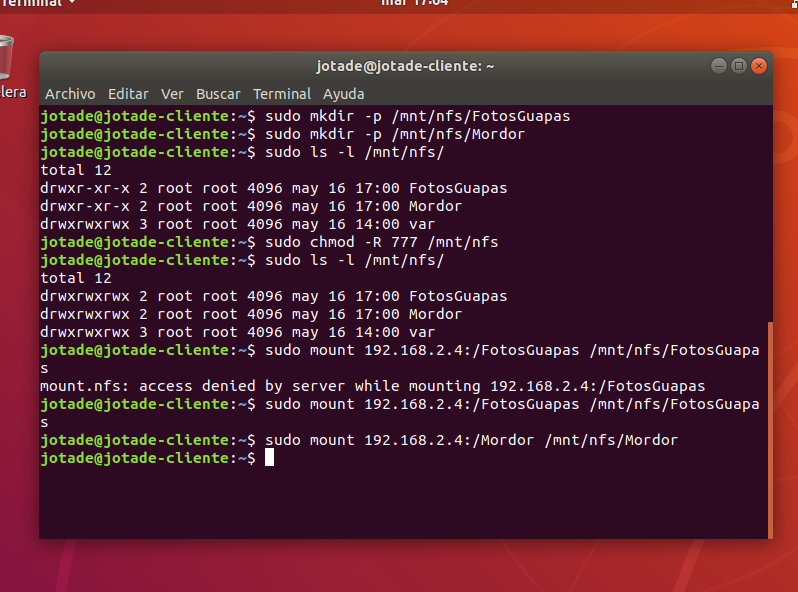 Terminal
mar 17:04
lera
jotade@jotade-cliente: ~
Archivo Editar Ver Buscar Terminal Ayuda
jotade@jotade-cliente:~$ sudo mkdir -p /mnt/nfs/FotosGuapas
jotade@jotade-cliente:~$ sudo mkdir -p /mnt/nfs/Mordor
jotade@jotade-cliente:~$ sudo ls -l /mnt/nfs/
total 12
drwxr-xr-x 2 root root 4096 may 16 17:00 FotosGuapas
drwxr-xr-x 2 root root 4096 may 16 17:00 Mordor
drwxrwxrwx 3 root root 4096 may 16 14:00 var
jotade@jotade-cliente:~$ sudo chmod -R 777 /mnt/nfs
jotade@jotade-cliente:~$ sudo ls -l /mnt/nfs/
total 12
drwxrwxrwx 2 root root 4096 may 16 17:00 FotosGuapas
drwxrwxrwx 2 root root 4096 may 16 17:00 Mordor
drwxrwxrwx 3 root root 4096 may 16 14:00 var
jotade@jotade-cliente:~$ sudo mount 192.168.2.4:/FotosGuapas /mnt/nfs/FotosGuapa
s
mount.nfs: access denied by server while mounting 192.168.2.4:/FotosGuapas
jotade@jotade-cliente:~$ sudo mount 192.168.2.4:/FotosGuapas /mnt/nfs/FotosGuapa
s
jotade@jotade-cliente:~$ sudo mount 192.168.2.4:/Mordor /mnt/nfs/Mordor
jotade@jotade-cliente:~$